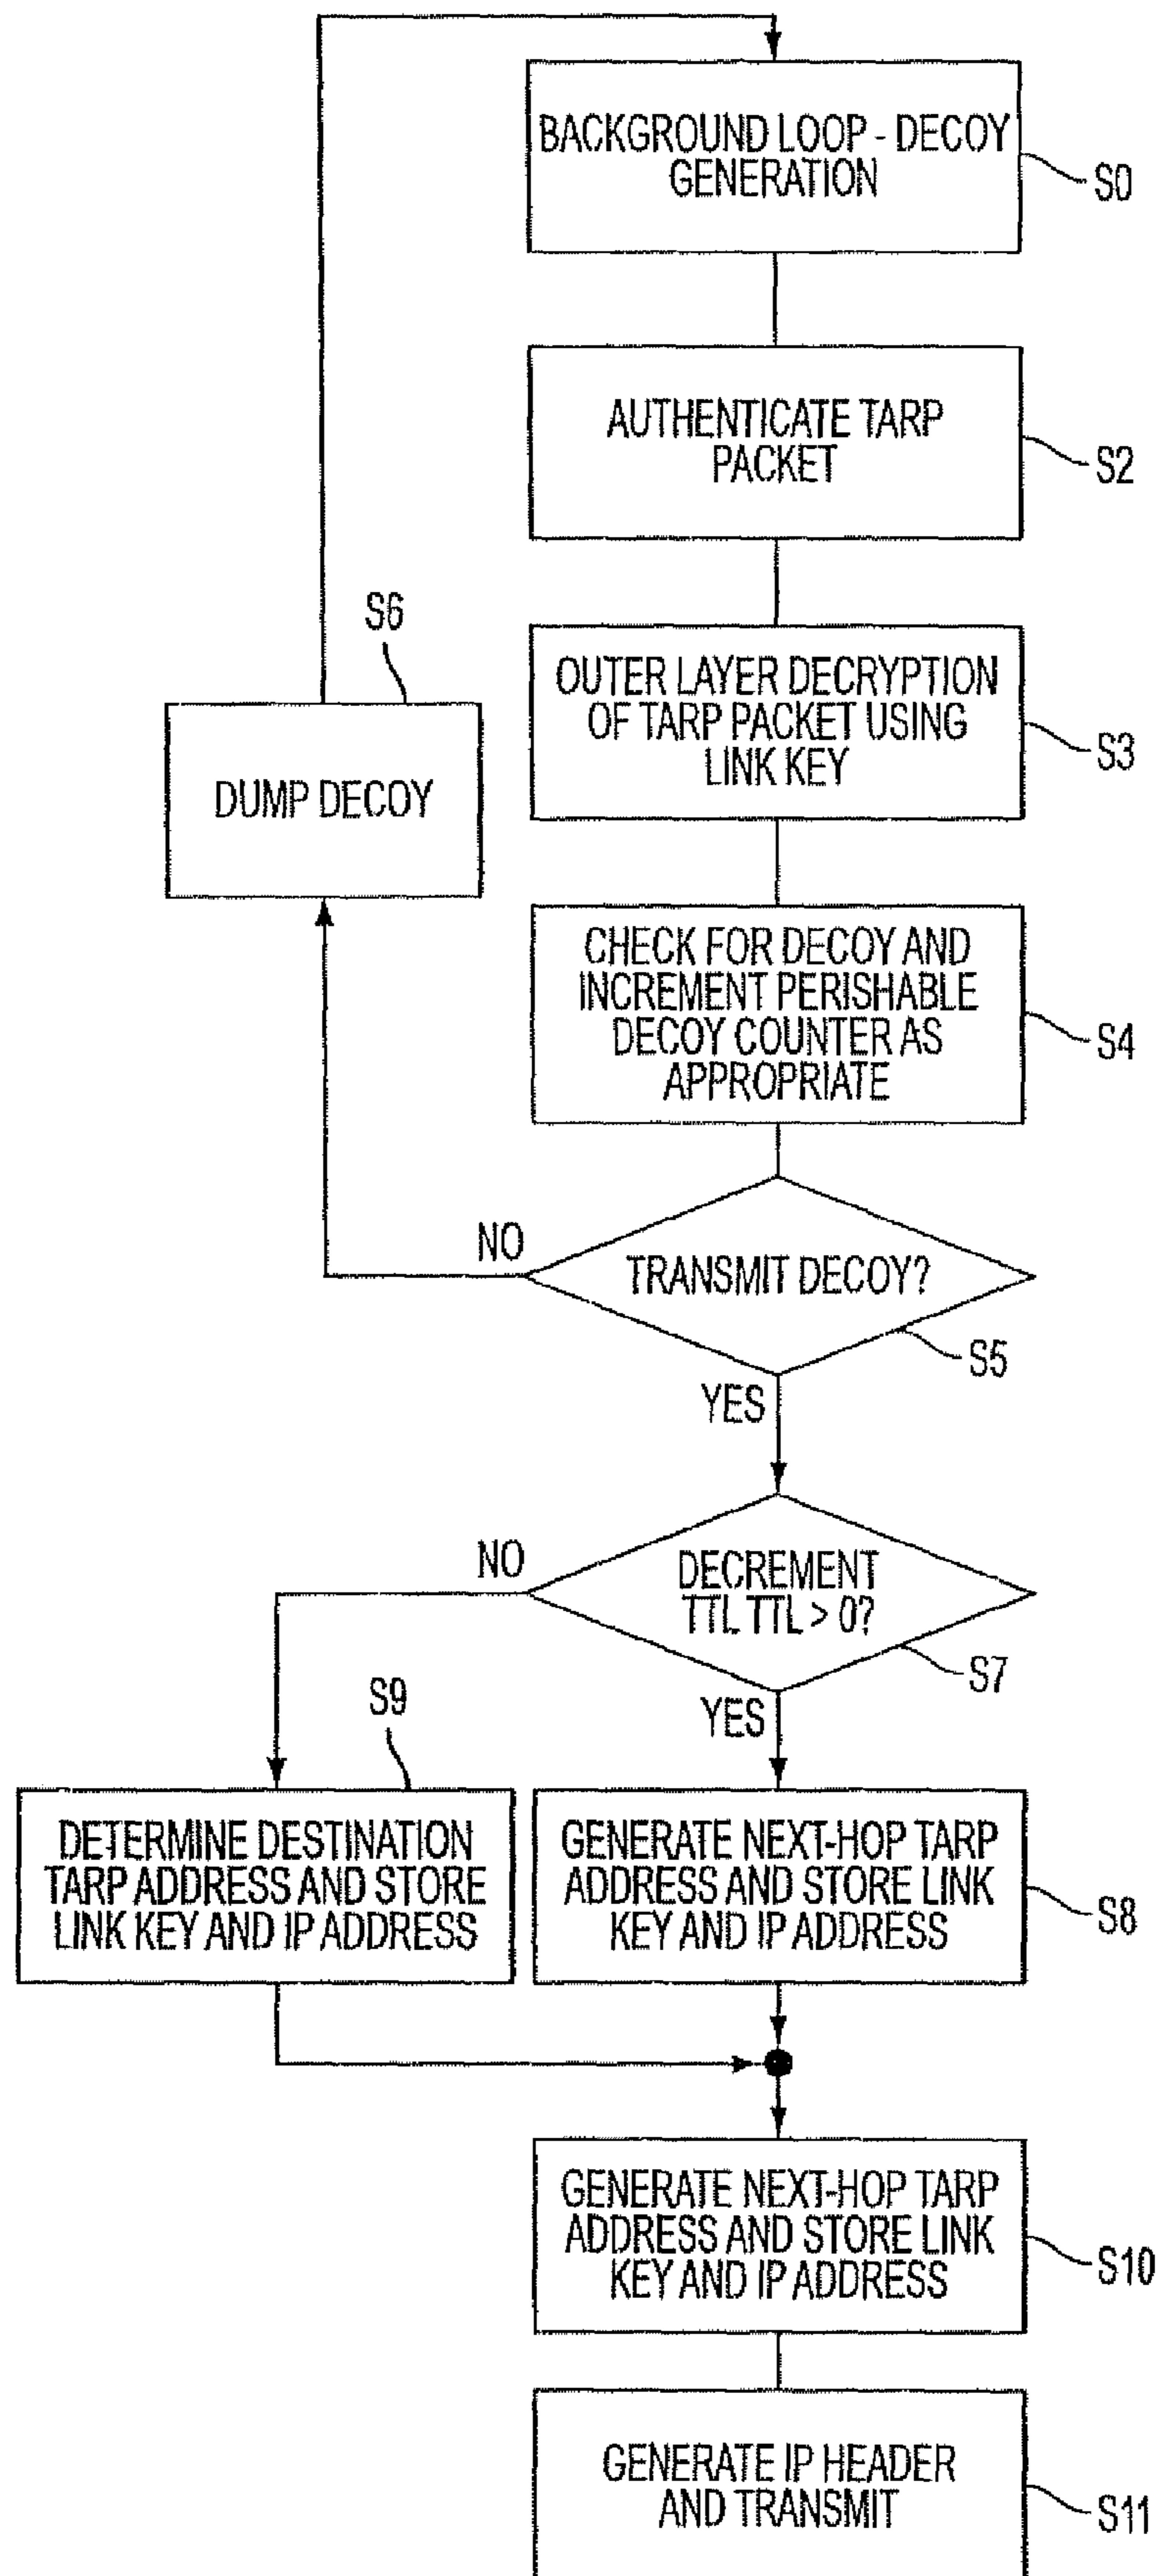 BACKGROUND LOOP - DECOY
GENERATION
S0
AUTHENTICATE TARP
PACKET
S2
OUTER LAYER DECRYPTION
OF TARP PACKET USING
LINK KEY
S3
S6
DUMP DECOY
CHECK FOR DECOY AND
INCREMENT PERISHABLE
DECOY COUNTER AS
APPROPRIATE
S4
NO
TRANSMIT DECOY?
S5
YES
NO
DECREMENT
TTL TTL > 0?
S7
YES
S9
DETERMINE DESTINATION
TARP ADDRESS AND STORE
LINK KEY AND IP ADDRESS
GENERATE NEXT-HOP TARP
ADDRESS AND STORE LINK
KEY AND IP ADDRESS
S8
GENERATE NEXT-HOP TARP
ADDRESS AND STORE LINK
KEY AND IP ADDRESS
S10
GENERATE IP HEADER
AND TRANSMIT
S11